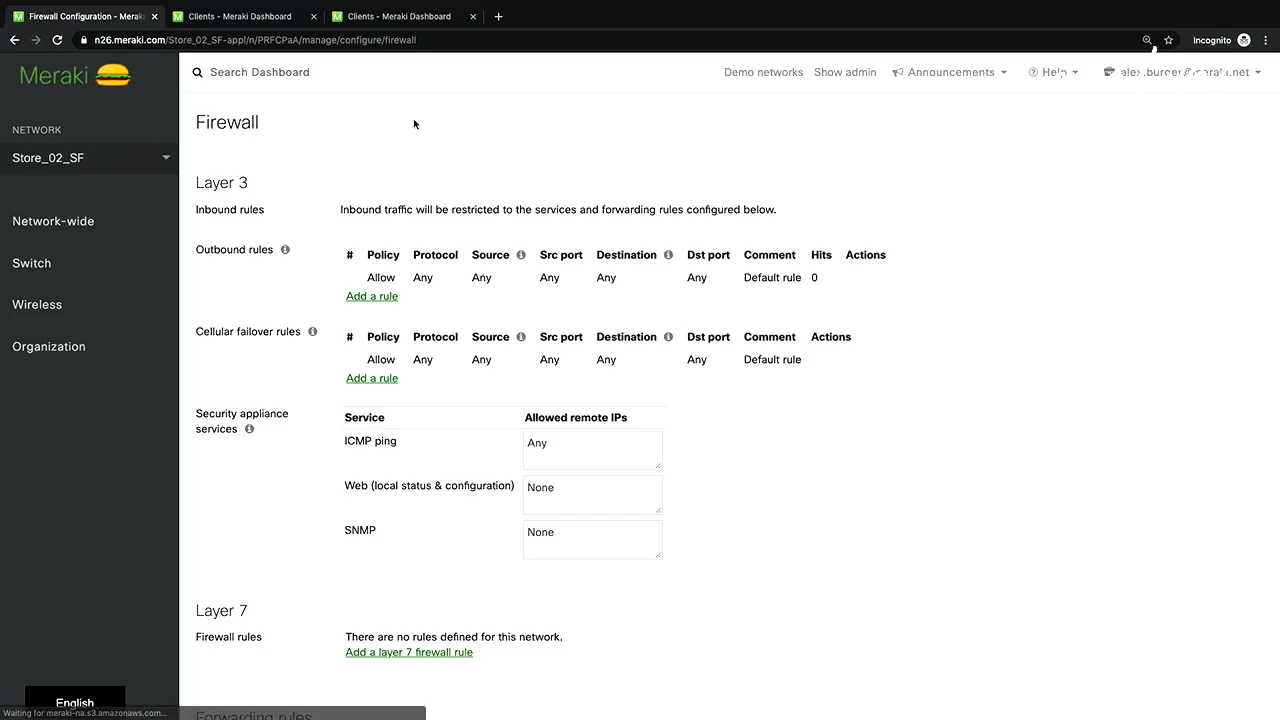 Firewall Configuration - Merak
Clients - Meraki Dashboard
Clients - Meraki Dashboard
n26.meraki.com/Store_02_SF-appl/n/PRFCPaA/manage/configure/firewall
Incognito
Meraki
Search Dashboard
Demo networks
Show admin
Announcements
Help
NETWORK
Store_02_SF
Network-wide
Switch
Wireless
Organization
Firewall
Layer 3
Inbound rules
Inbound traffic will be restricted to the services and forwarding rules configured below.
Outbound rules
# Policy Protocol Source Src port Destination Dst port Comment Hits Actions
Allow Any Any Any Any Any Default rule 0
Add a rule
Cellular failover rules
# Policy Protocol Source Src port Destination Dst port Comment Actions
Allow Any Any Any Any Any Default rule
Add a rule
Security appliance
services
Service Allowed remote IPs
ICMP ping Any
Web (local status & configuration) None
SNMP None
Layer 7
Firewall rules
There are no rules defined for this network.
Add a layer 7 firewall rule
Forwarding rules
English
Waiting for meraki-na.s3.amazonaws.com...